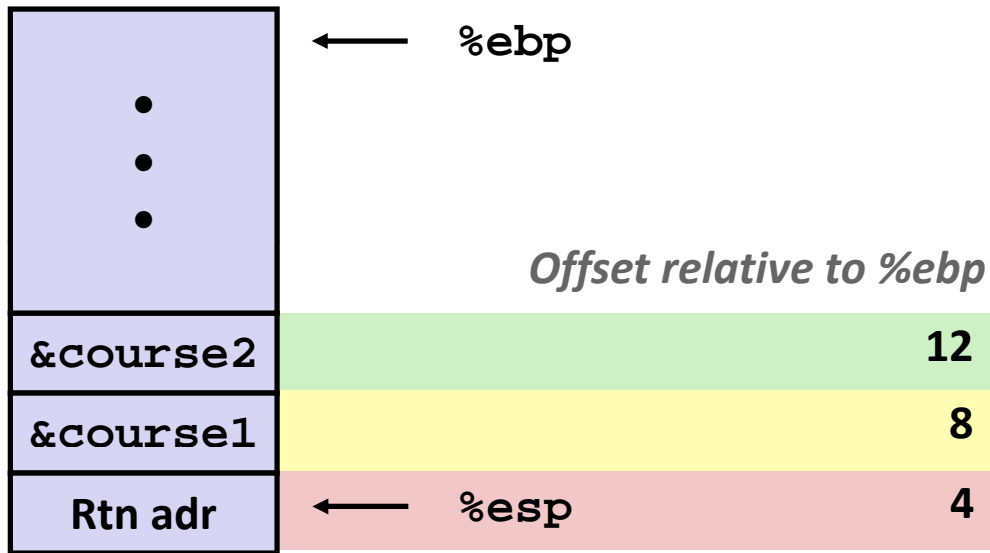 %ebp
Offset relative to %ebp
&course2 12
&course1 8
Rtn adr %esp 4